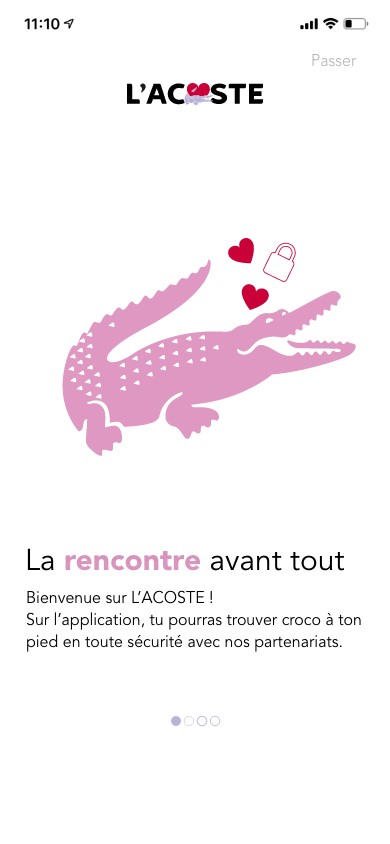 11:10
Passer
L'ACOSTE
La rencontre avant tout
Bienvenue sur L'ACOSTE !
Sur l'application, tu pourras trouver croco à ton
pied en toute sécurité avec nos partenariats.